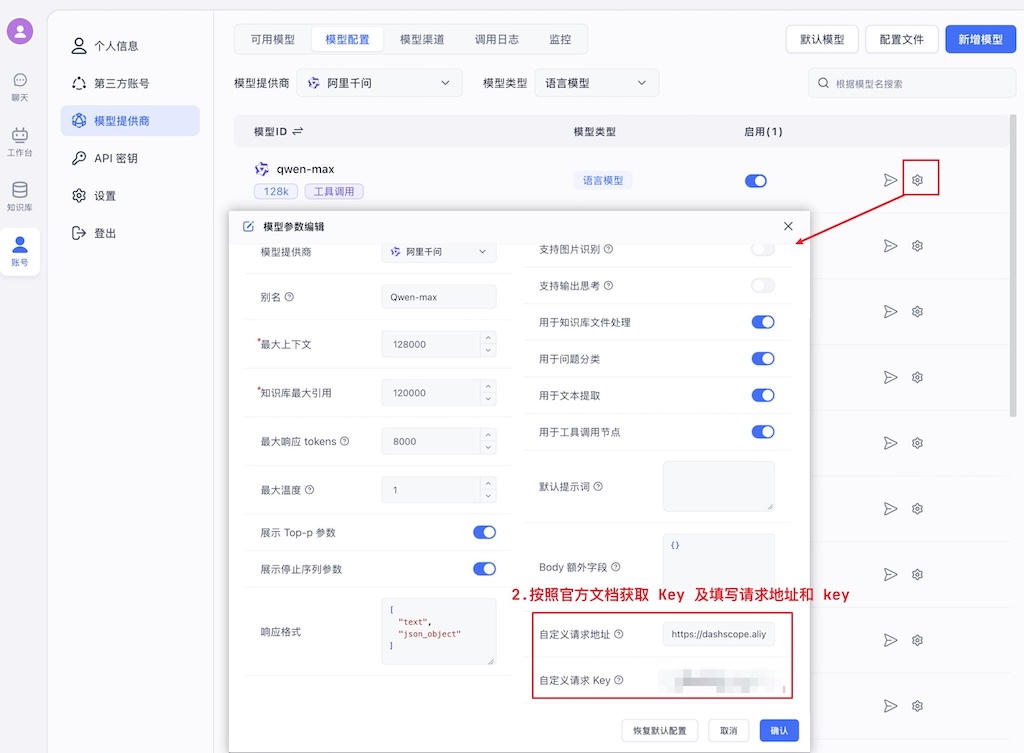 聊天
工作台
知识库
账号
个人信息
第三方账号
模型提供商
API 密钥
设置
登出
可用模型 模型配置 模型渠道 调用日志 监控
默认模型 配置文件 新增模型
模型提供商 阿里千问 模型类型 语言模型 根据模型名搜索
模型ID 模型类型 启用(1)
qwen-max
128k 工具调用 语言模型
模型参数编辑
模型提供商 阿里千问
别名 Qwen-max
*最大上下文 128000
*知识库最大引用 120000
最大响应 tokens 8000
最大温度 1
展示 Top-p 参数
展示停止序列参数
响应格式
[
"text",
"json_object"
]
支持图片识别
支持输出思考
用于知识库文件处理
用于问题分类
用于文本提取
用于工具调用节点
默认提示词
Body 额外字段 {}
2.按照官方文档获取 Key 及填写请求地址和 key
自定义请求地址 https://dashscope.aliy
自定义请求 Key
恢复默认配置 取消 确认